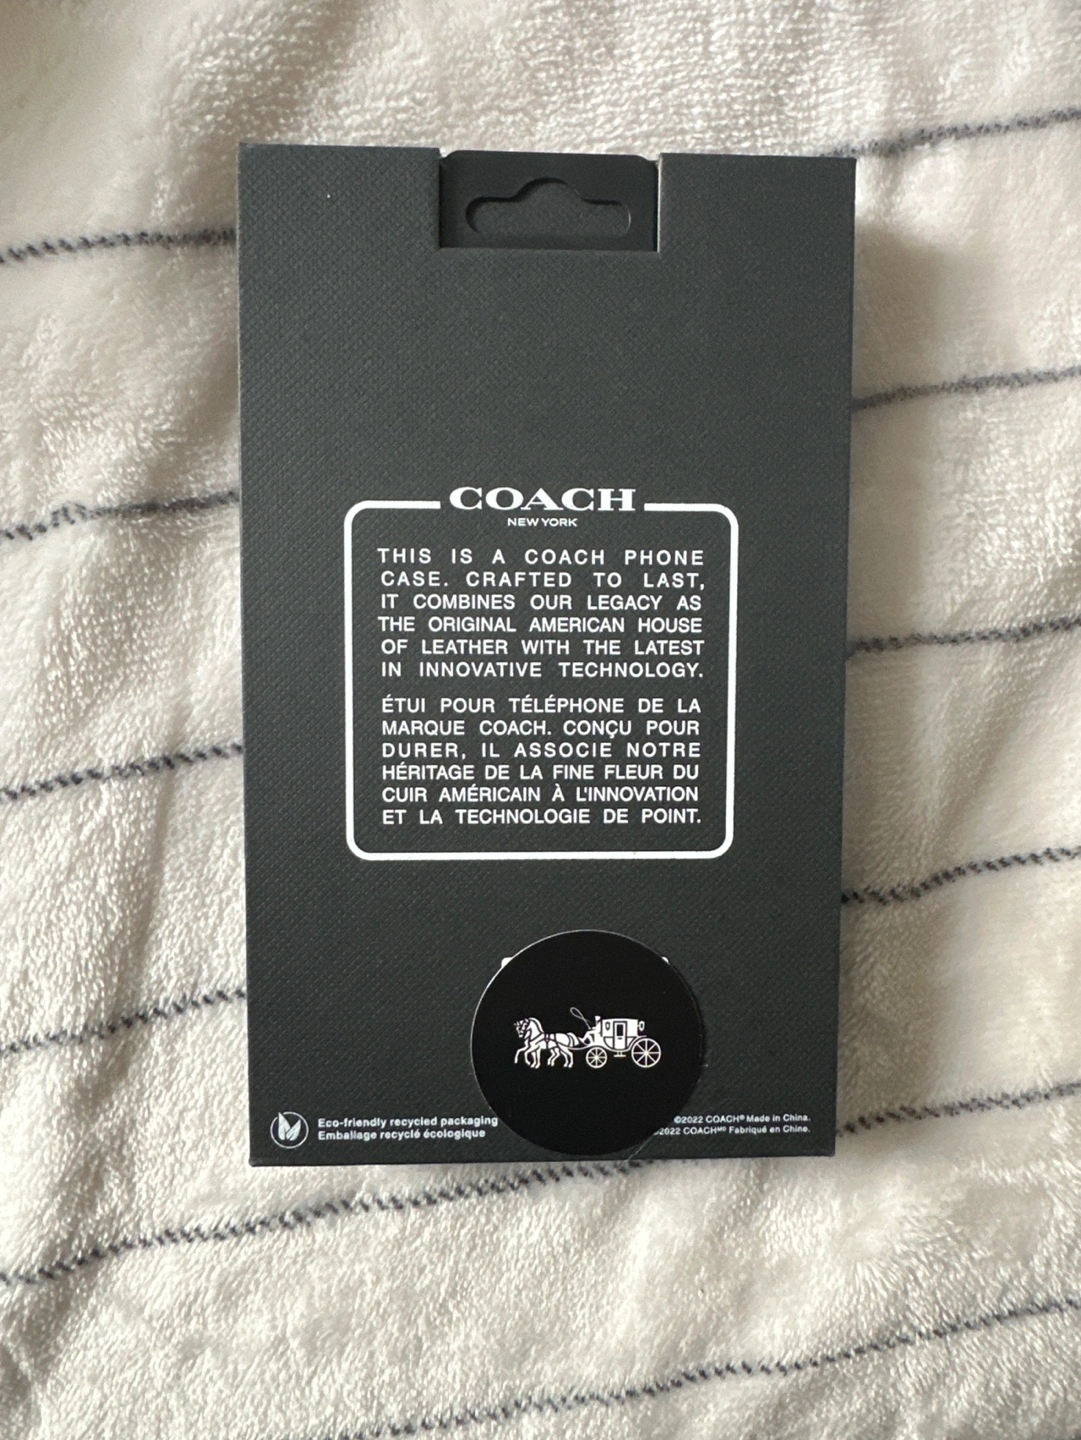 COACH
NEW YORK
THIS IS A COACH PHONE
CASE. CRAFTED TO LAST,
IT COMBINES OUR LEGACY AS
THE ORIGINAL AMERICAN HOUSE
OF LEATHER WITH THE LATEST
IN INNOVATIVE TECHNOLOGY.
ÉTUI POUR TÉLÉPHONE DE LA
MARQUE COACH. CONÇU POUR
DURER, IL ASSOCIE NOTRE
HÉRITAGE DE LA FINE FLEUR DU
CUIR AMÉRICAIN À L'INNOVATION
ET LA TECHNOLOGIE DE POINT.
Eco-friendly recycled packaging
Emballage recyclé écologique
©2022 COACH® Made in China.
©2022 COACHᴹᴰ Fabriqué en Chine.